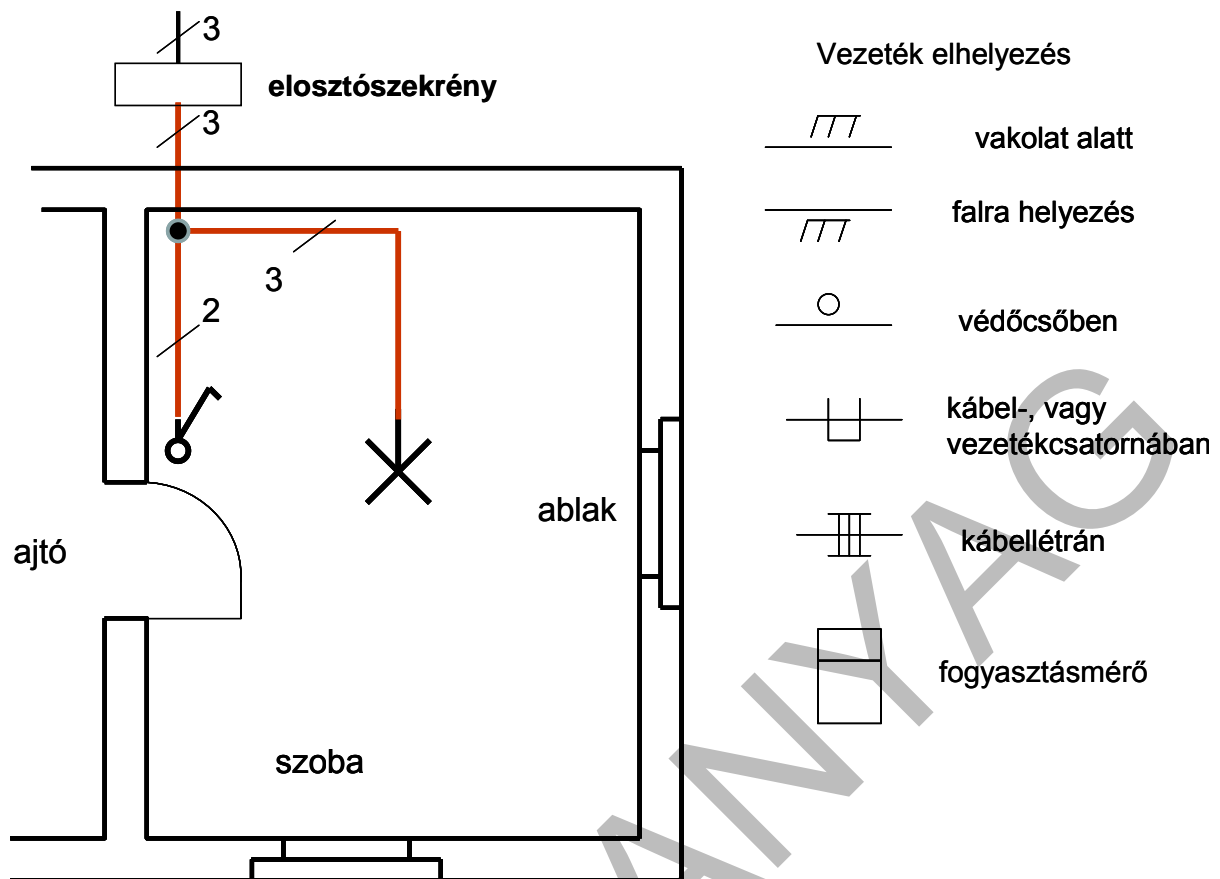 3
elosztószekrény
3
3
2
ajtó
ablak
szoba
Vezeték elhelyezés
vakolat alatt
falra helyezés
védőcsőben
kábel-, vagy
vezetékcsatornában
kábellétrán
fogyasztásmérő
ANYAG